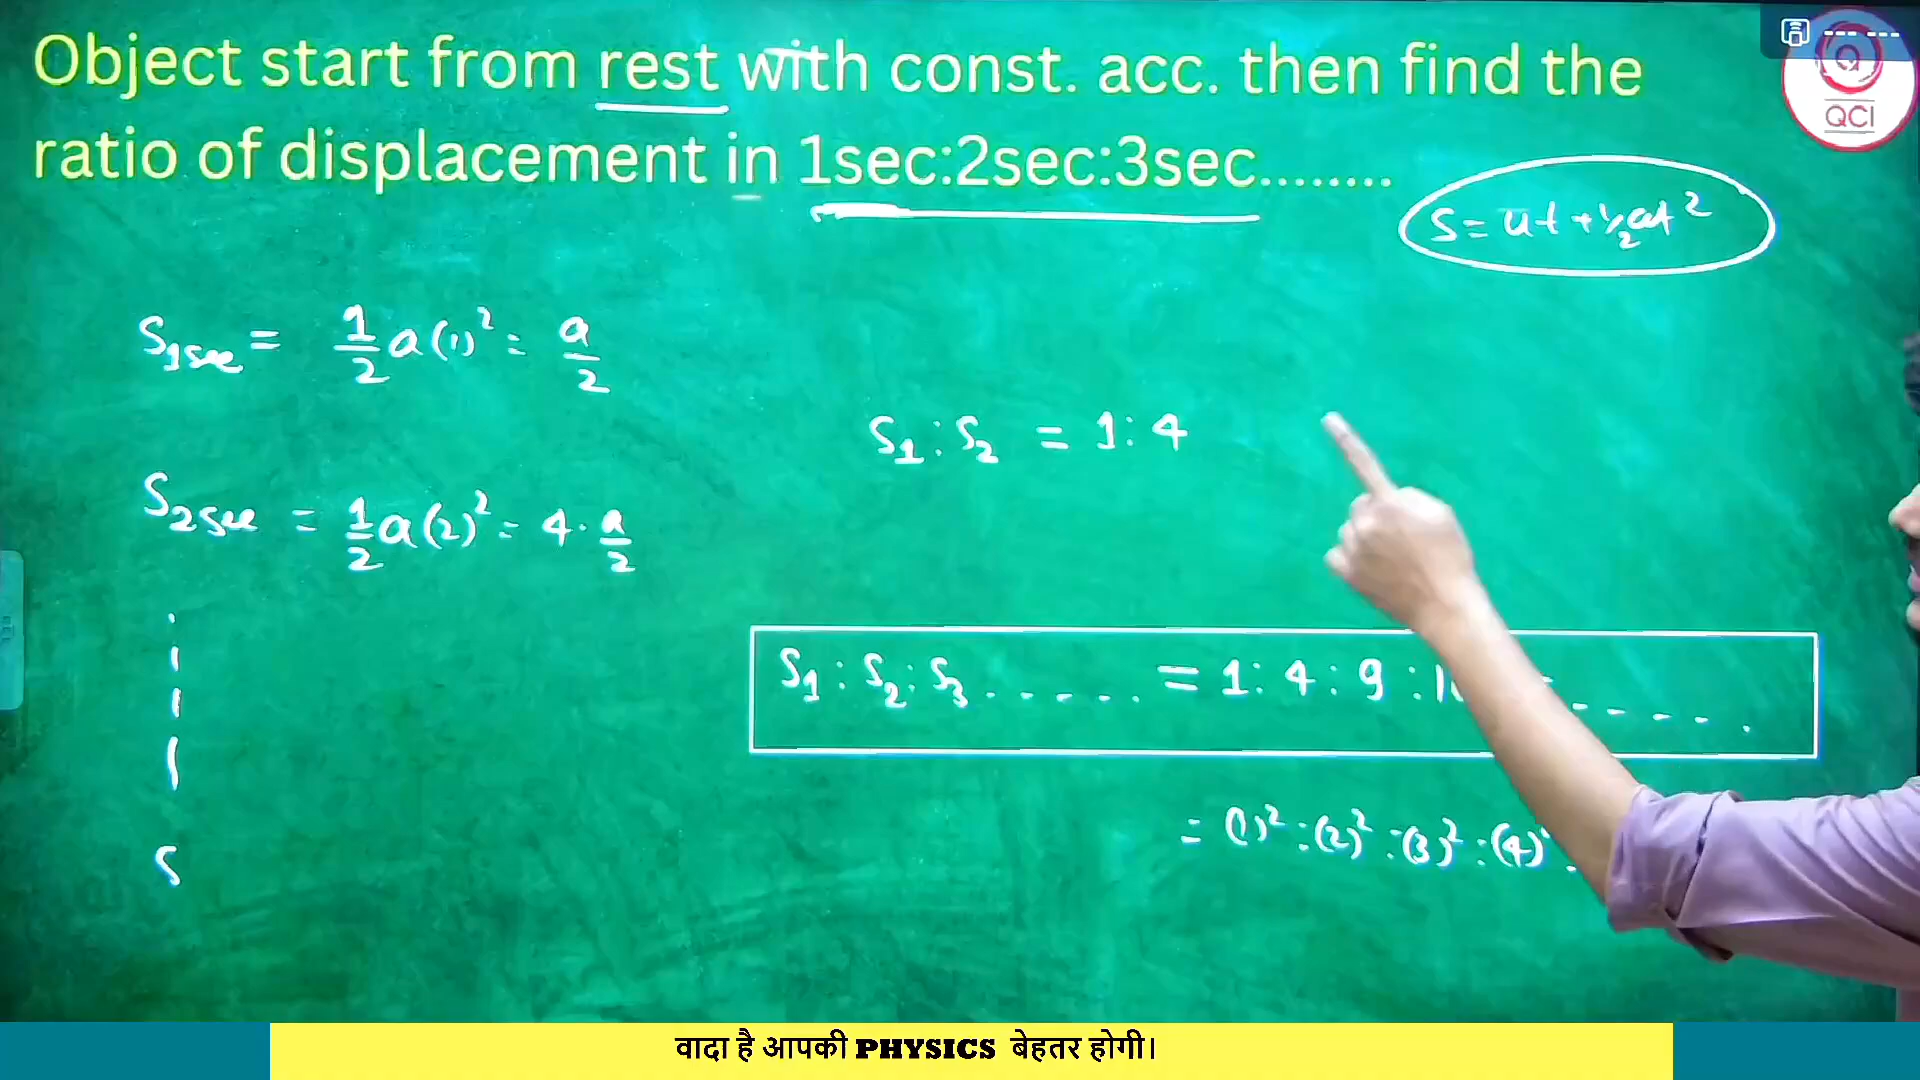 Object start from rest with const. acc. then find the
ratio of displacement in 1sec:2sec:3sec........
QCI
S = ut + ½at²
S₁sec = 1/2 a(1)² = a/2
S₁ : S₂ = 1 : 4
S₂sec = 1/2 a(2)² = 4 · a/2
S₁ : S₂ : S₃ . . . . . . = 1 : 4 : 9 :
= (1)² : (2)² : (3)² : (4)
S
वादा है आपकी PHYSICS बेहतर होगी।